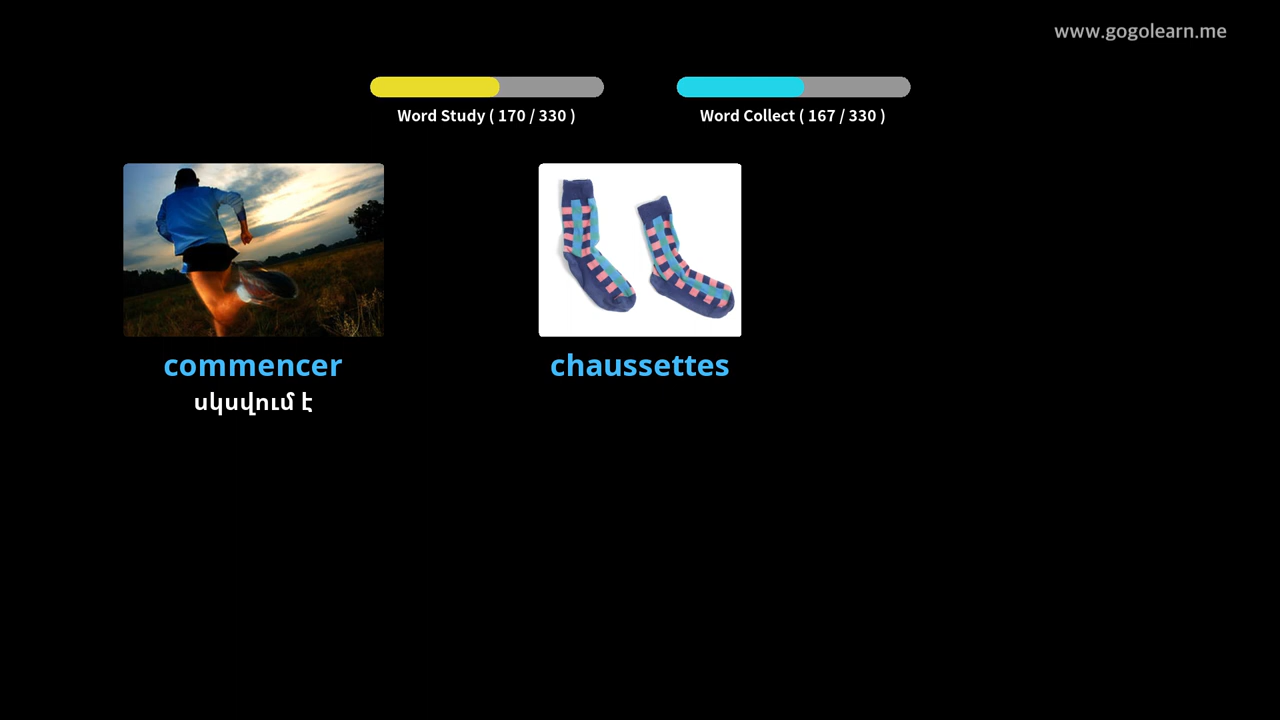 www.gogolearn.me
Word Study ( 170 / 330 )
Word Collect ( 167 / 330 )
commencer
սկսվում է
chaussettes